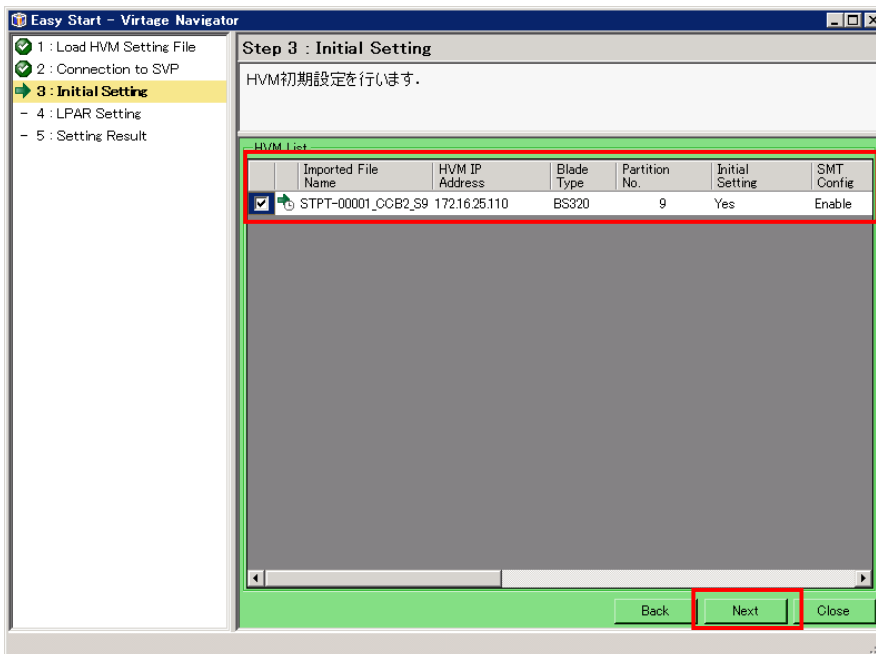 Easy Start - Virtage Navigator
1 : Load HVM Setting File
2 : Connection to SVP
3 : Initial Setting
- 4 : LPAR Setting
- 5 : Setting Result
Step 3 : Initial Setting
HVM初期設定を行います.
HVM List
Imported File Name HVM IP Address Blade Type Partition No. Initial Setting SMT Config
STPT-00001_CCB2_S9 172.16.25.110 BS320 9 Yes Enable
Back Next Close